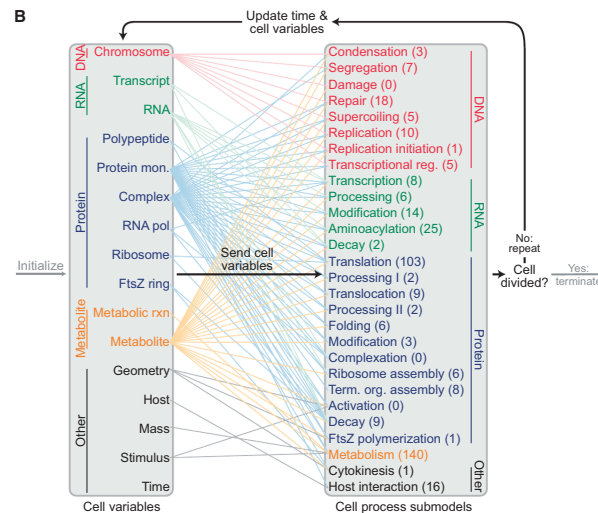 B
Update time &
cell variables
DNA
RNA
Protein
Metabolite
Other
Chromosome
Transcript
RNA
Polypeptide
Protein mon.
Complex
RNA pol.
Ribosome
FtsZ ring
Metabolic rxn
Metabolite
Geometry
Host
Mass
Stimulus
Time
Cell variables
Initialize
Send cell
variables
Condensation (3)
Segregation (7)
Damage (0)
Repair (18)
Supercoiling (5)
Replication (10)
Replication initiation (1)
Transcriptional reg. (5)
Transcription (8)
Processing (6)
Modification (14)
Aminoacylation (25)
Decay (2)
Translation (103)
Processing I (2)
Translocation (9)
Processing II (2)
Folding (6)
Modification (3)
Complexation (0)
Ribosome assembly (6)
Term. org. assembly (8)
Activation (0)
Decay (9)
FtsZ polymerization (1)
Metabolism (140)
Cytokinesis (1)
Host interaction (16)
DNA
RNA
Protein
Other
Cell process submodels
No:
repeat
Cell
divided?
Yes:
terminate